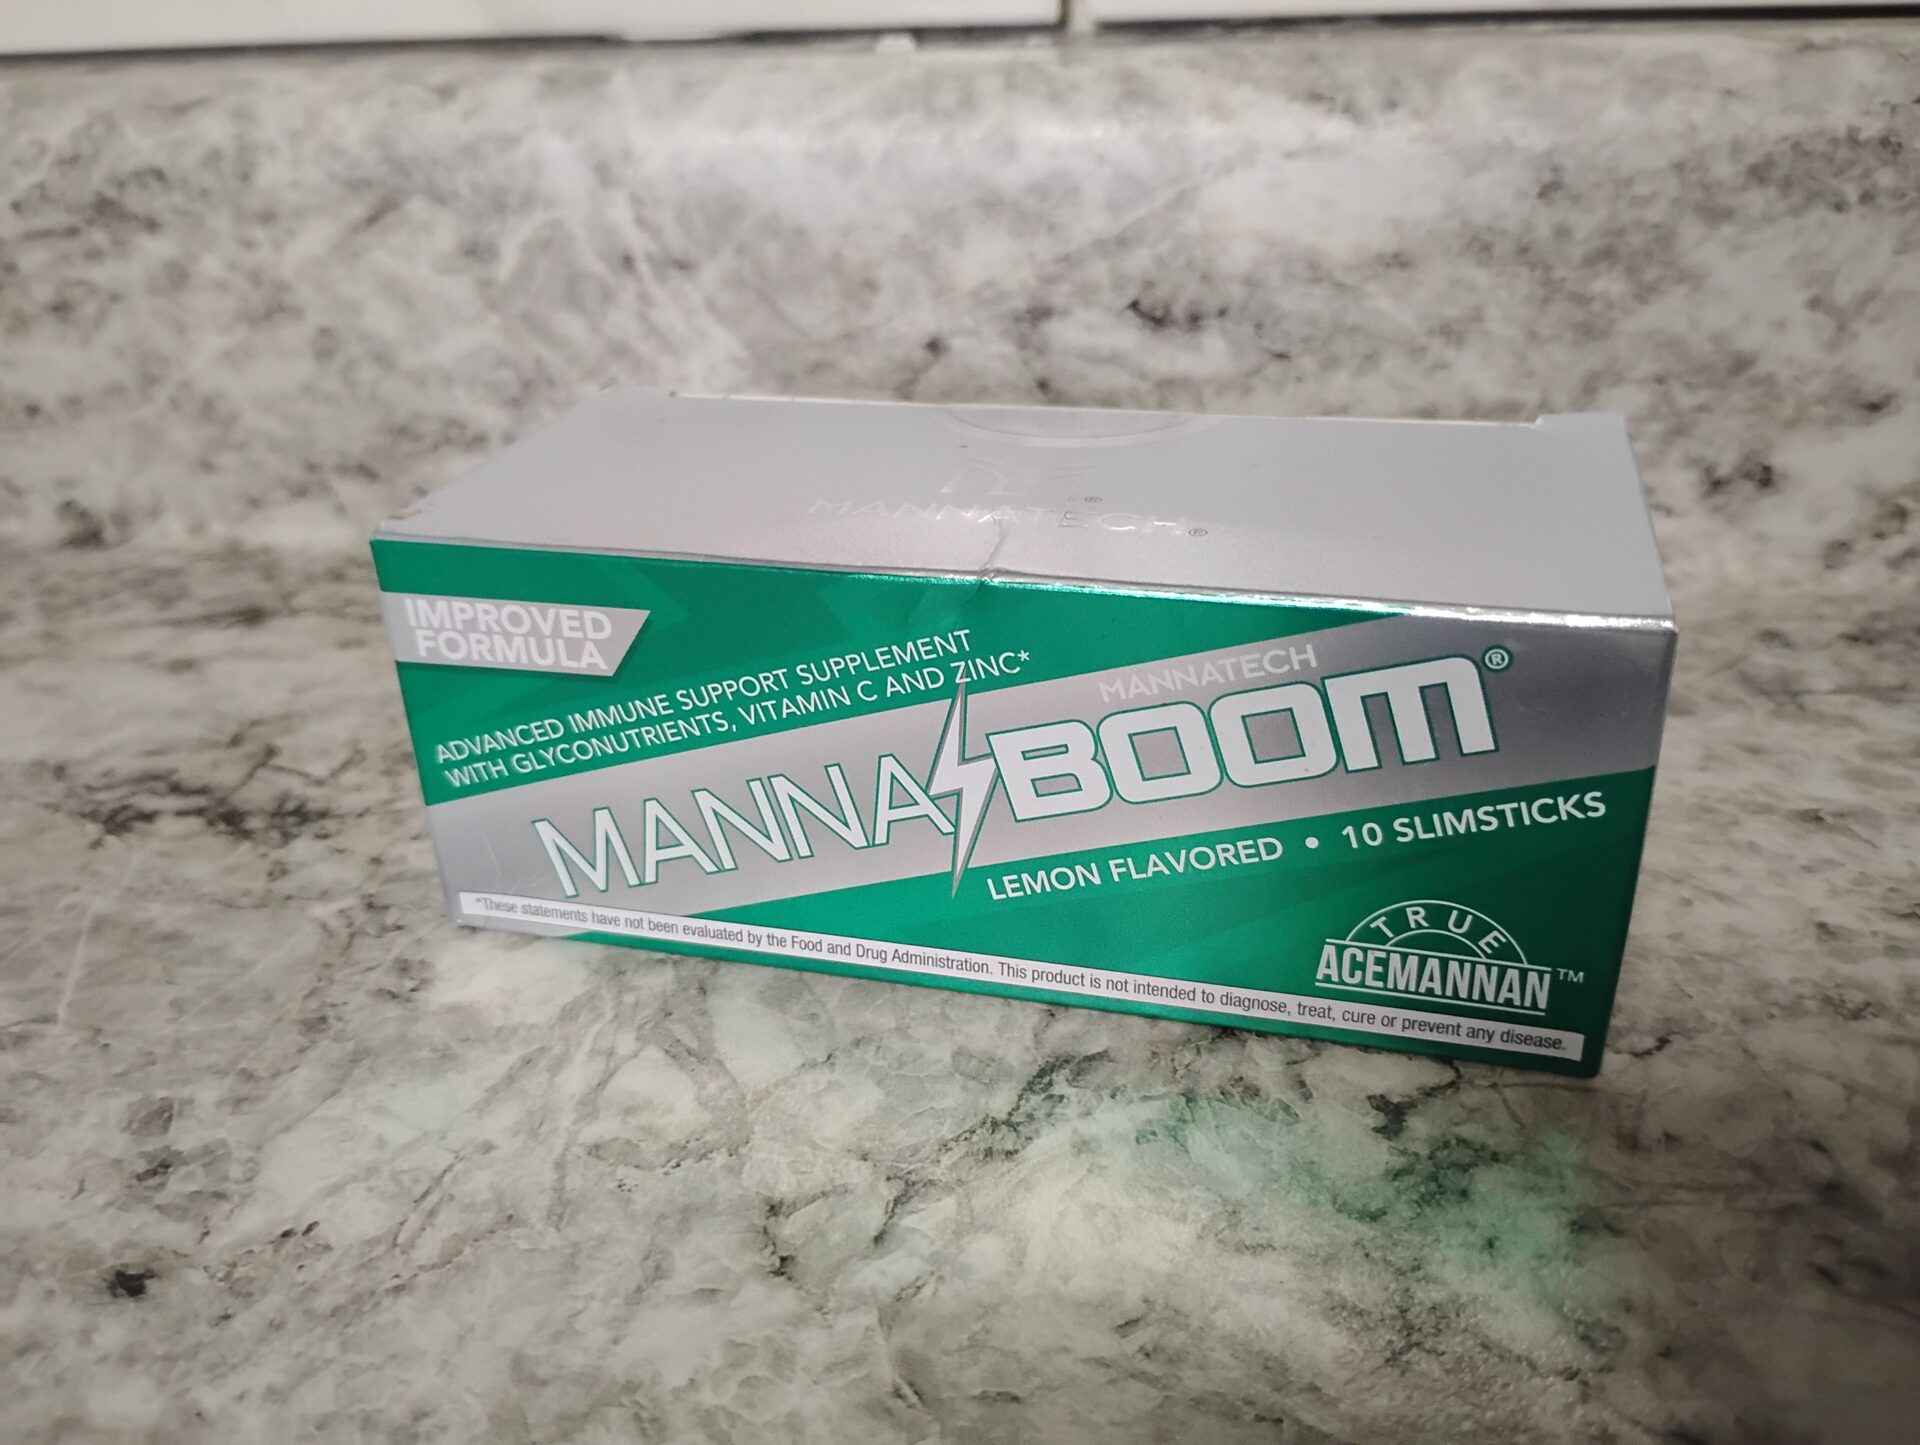 MANNATECH®
IMPROVED
FORMULA
ADVANCED IMMUNE SUPPORT SUPPLEMENT
WITH GLYCONUTRIENTS, VITAMIN C AND ZINC*
MANNATECH
MANNABOOM®
LEMON FLAVORED • 10 SLIMSTICKS
TRUE
ACEMANNAN™
*These statements have not been evaluated by the Food and Drug Administration. This product is not intended to diagnose, treat, cure or prevent any disease.